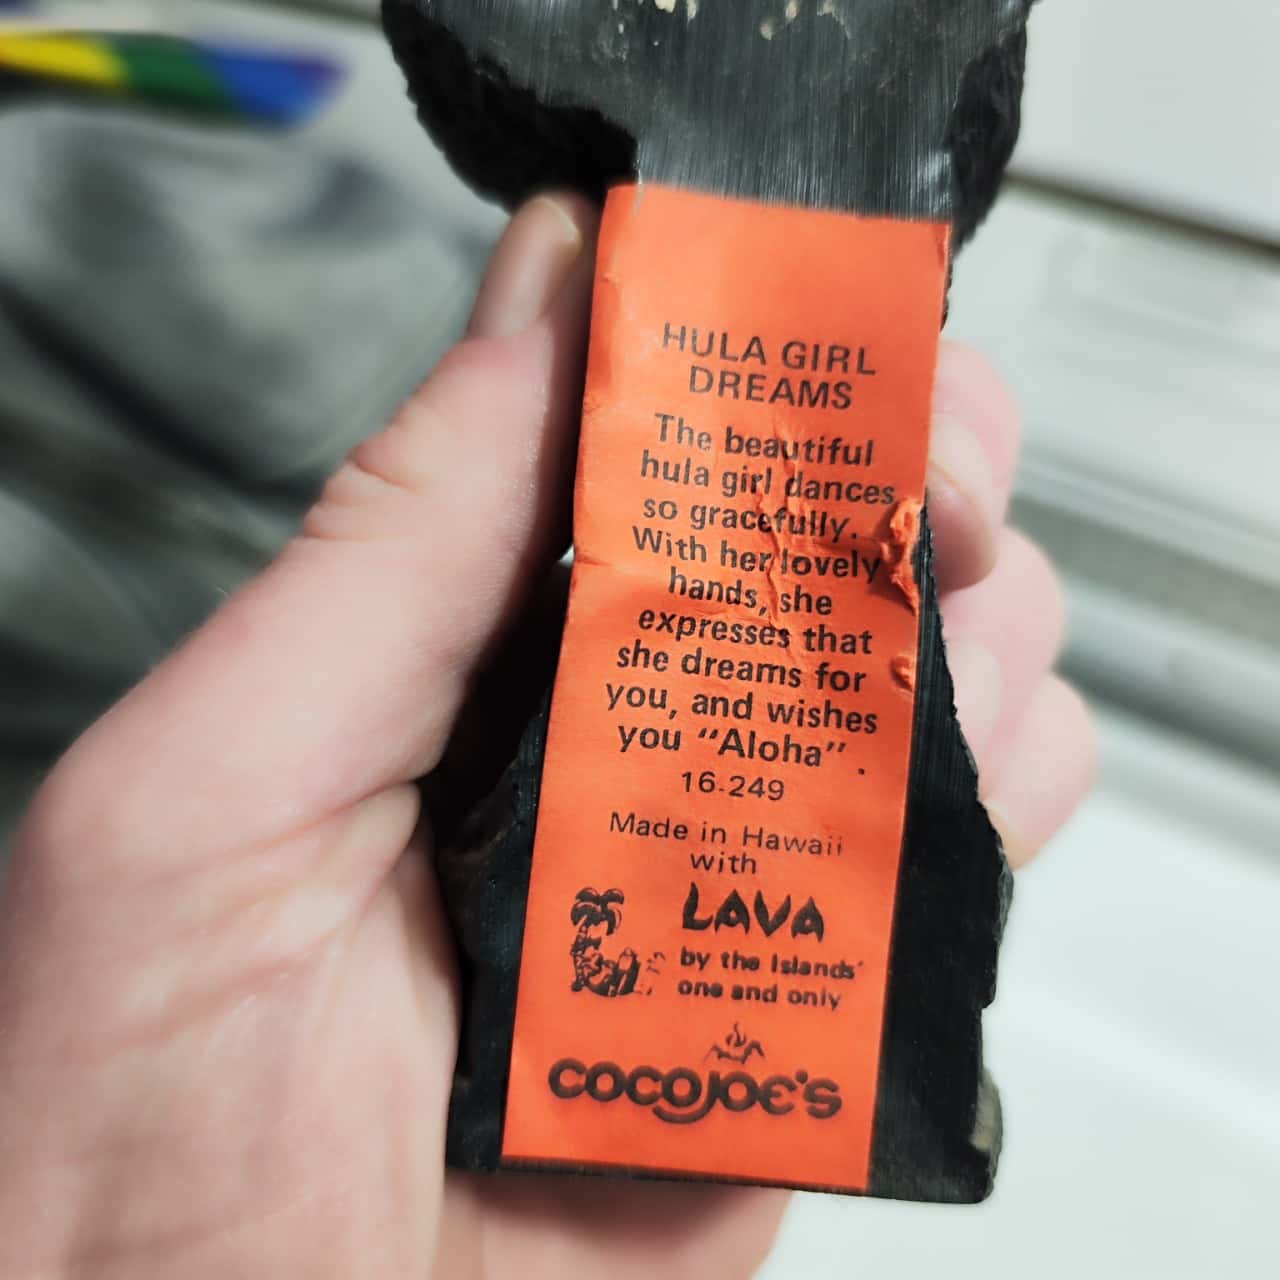 HULA GIRL
DREAMS
The beautiful
hula girl dances
so gracefully.
With her lovely
hands, she
expresses that
she dreams for
you, and wishes
you “Aloha” .
16-249
Made in Hawaii
with
LAVA
by the Islands'
one and only
COCOJOE'S